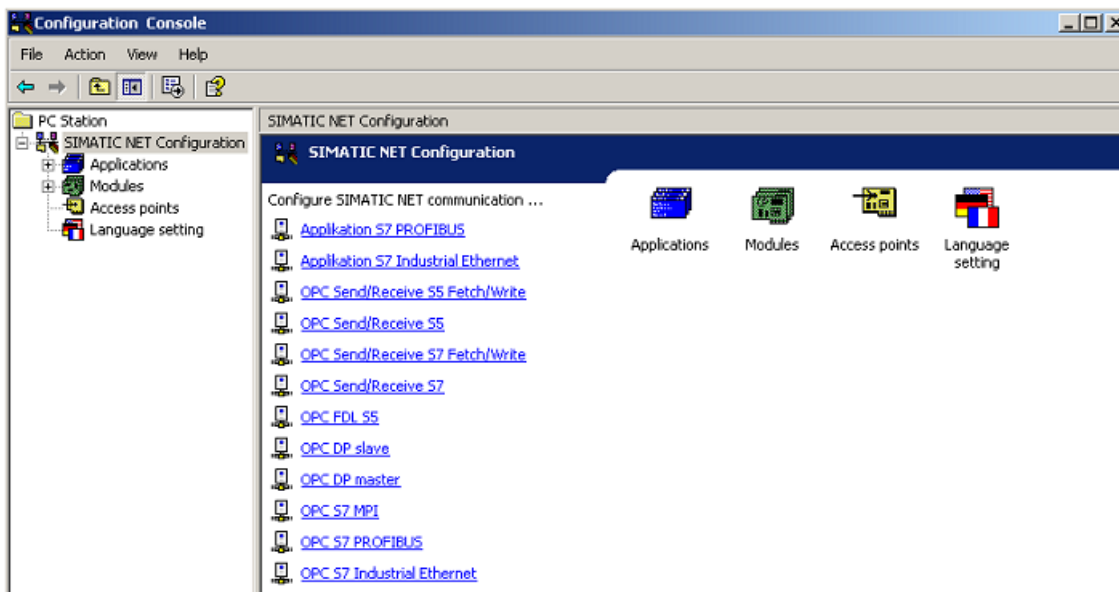 Configuration Console
File Action View Help
PC Station
SIMATIC NET Configuration
Applications
Modules
Access points
Language setting
SIMATIC NET Configuration
SIMATIC NET Configuration
Configure SIMATIC NET communication ...
Applikation S7 PROFIBUS
Applikation S7 Industrial Ethernet
OPC Send/Receive S5 Fetch/Write
OPC Send/Receive S5
OPC Send/Receive S7 Fetch/Write
OPC Send/Receive S7
OPC FDL S5
OPC DP slave
OPC DP master
OPC S7 MPI
OPC S7 PROFIBUS
OPC S7 Industrial Ethernet
Applications
Modules
Access points
Language
setting